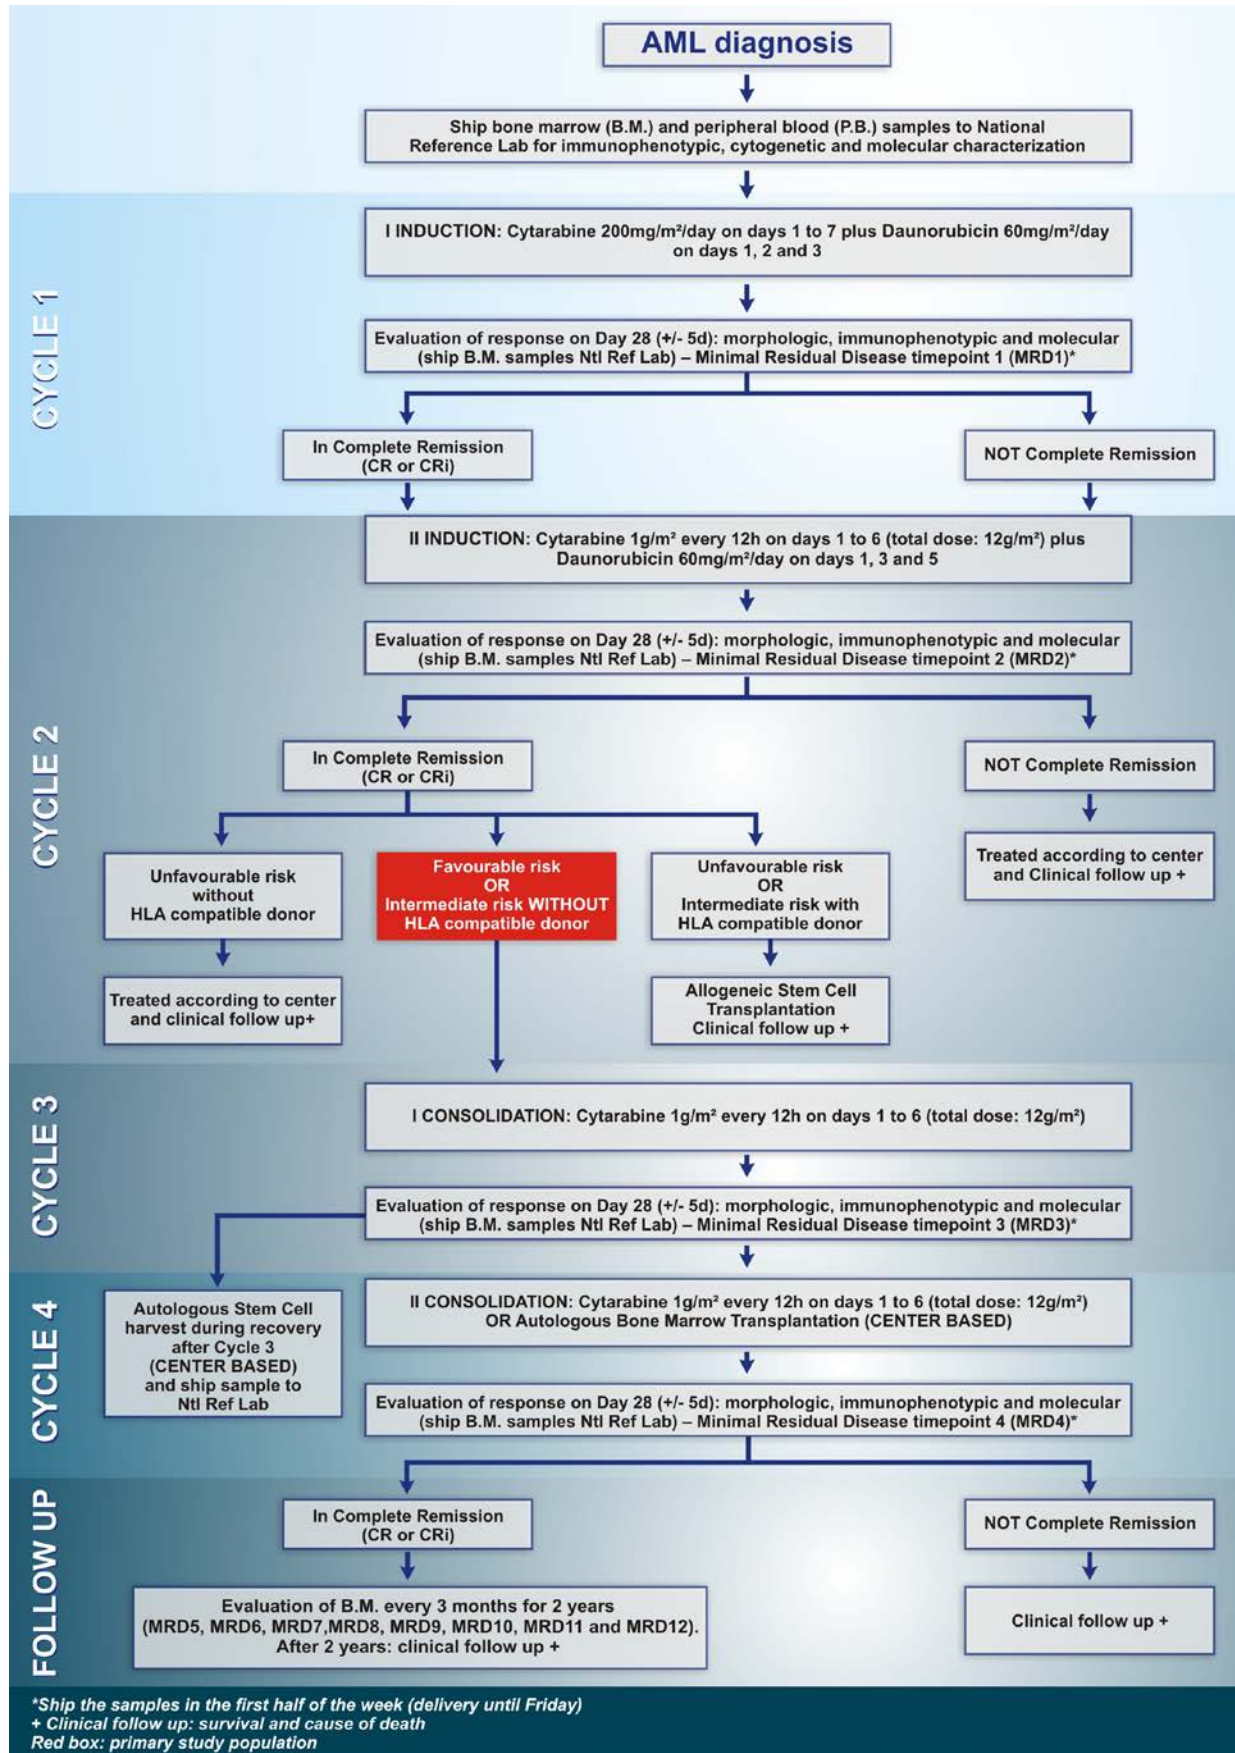 AML diagnosis
Ship bone marrow (B.M.) and peripheral blood (P.B.) samples to National
Reference Lab for immunophenotypic, cytogenetic and molecular characterization
CYCLE 1
I INDUCTION: Cytarabine 200mg/m²/day on days 1 to 7 plus Daunorubicin 60mg/m²/day
on days 1, 2 and 3
Evaluation of response on Day 28 (+/- 5d): morphologic, immunophenotypic and molecular
(ship B.M. samples Ntl Ref Lab) – Minimal Residual Disease timepoint 1 (MRD1)*
In Complete Remission
(CR or CRi)
NOT Complete Remission
CYCLE 2
II INDUCTION: Cytarabine 1g/m² every 12h on days 1 to 6 (total dose: 12g/m²) plus
Daunorubicin 60mg/m²/day on days 1, 3 and 5
Evaluation of response on Day 28 (+/- 5d): morphologic, immunophenotypic and molecular
(ship B.M. samples Ntl Ref Lab) – Minimal Residual Disease timepoint 2 (MRD2)*
In Complete Remission
(CR or CRi)
NOT Complete Remission
Unfavourable risk
without
HLA compatible donor
Favourable risk
OR
Intermediate risk WITHOUT
HLA compatible donor
Unfavourable risk
OR
Intermediate risk with
HLA compatible donor
Treated according to center
and Clinical follow up +
Treated according to center
and clinical follow up+
Allogeneic Stem Cell
Transplantation
Clinical follow up +
CYCLE 3
I CONSOLIDATION: Cytarabine 1g/m² every 12h on days 1 to 6 (total dose: 12g/m²)
Evaluation of response on Day 28 (+/- 5d): morphologic, immunophenotypic and molecular
(ship B.M. samples Ntl Ref Lab) – Minimal Residual Disease timepoint 3 (MRD3)*
CYCLE 4
Autologous Stem Cell
harvest during recovery
after Cycle 3
(CENTER BASED)
and ship sample to
Ntl Ref Lab
II CONSOLIDATION: Cytarabine 1g/m² every 12h on days 1 to 6 (total dose: 12g/m²)
OR Autologous Bone Marrow Transplantation (CENTER BASED)
Evaluation of response on Day 28 (+/- 5d): morphologic, immunophenotypic and molecular
(ship B.M. samples Ntl Ref Lab) – Minimal Residual Disease timepoint 4 (MRD4)*
FOLLOW UP
In Complete Remission
(CR or CRi)
NOT Complete Remission
Evaluation of B.M. every 3 months for 2 years
(MRD5, MRD6, MRD7,MRD8, MRD9, MRD10, MRD11 and MRD12).
After 2 years: clinical follow up +
Clinical follow up +
*Ship the samples in the first half of the week (delivery until Friday)
+ Clinical follow up: survival and cause of death
Red box: primary study population